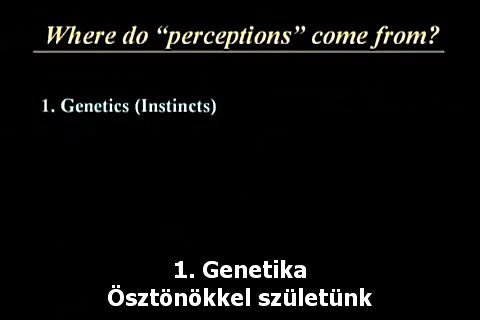 Where do “perceptions” come from?
1. Genetics (Instincts)
1. Genetika
Ösztönökkel születünk